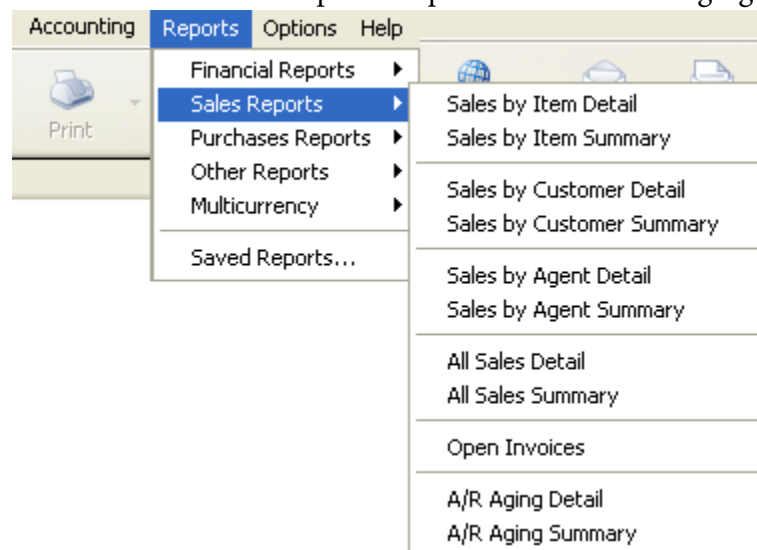 Accounting Reports Options Help
Print
Financial Reports
Sales Reports
Purchases Reports
Other Reports
Multicurrency
Saved Reports...
Sales by Item Detail
Sales by Item Summary
Sales by Customer Detail
Sales by Customer Summary
Sales by Agent Detail
Sales by Agent Summary
All Sales Detail
All Sales Summary
Open Invoices
A/R Aging Detail
A/R Aging Summary